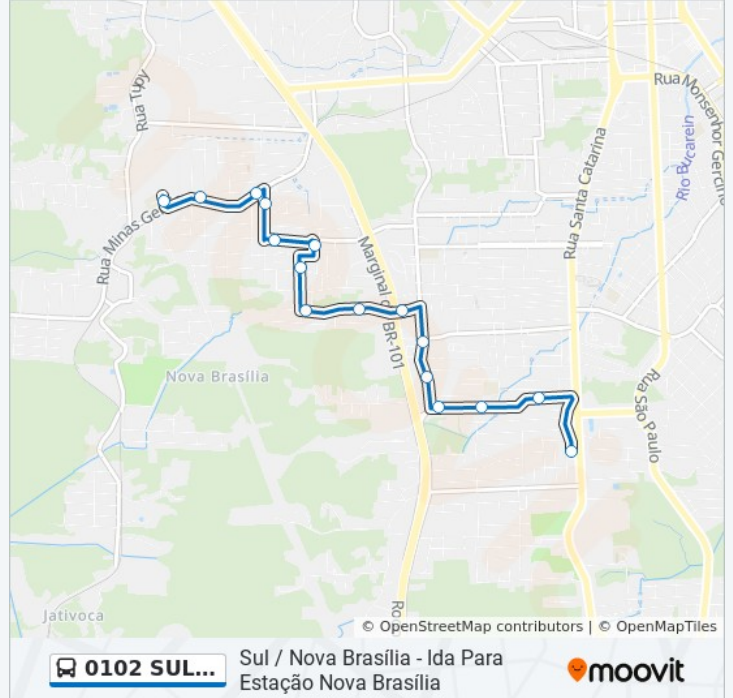 Rua Tupy
Rua Monsenhor Gercino
Rio Bucarein
Rua Santa Catarina
Rua Minas Ge
Marginal
BR-101
Nova Brasília
Rua São Paulo
Jativoca
Ro
© OpenStreetMap contributors | © OpenMapTiles
0102 SUL...
Sul / Nova Brasília - Ida Para
Estação Nova Brasília
moovit